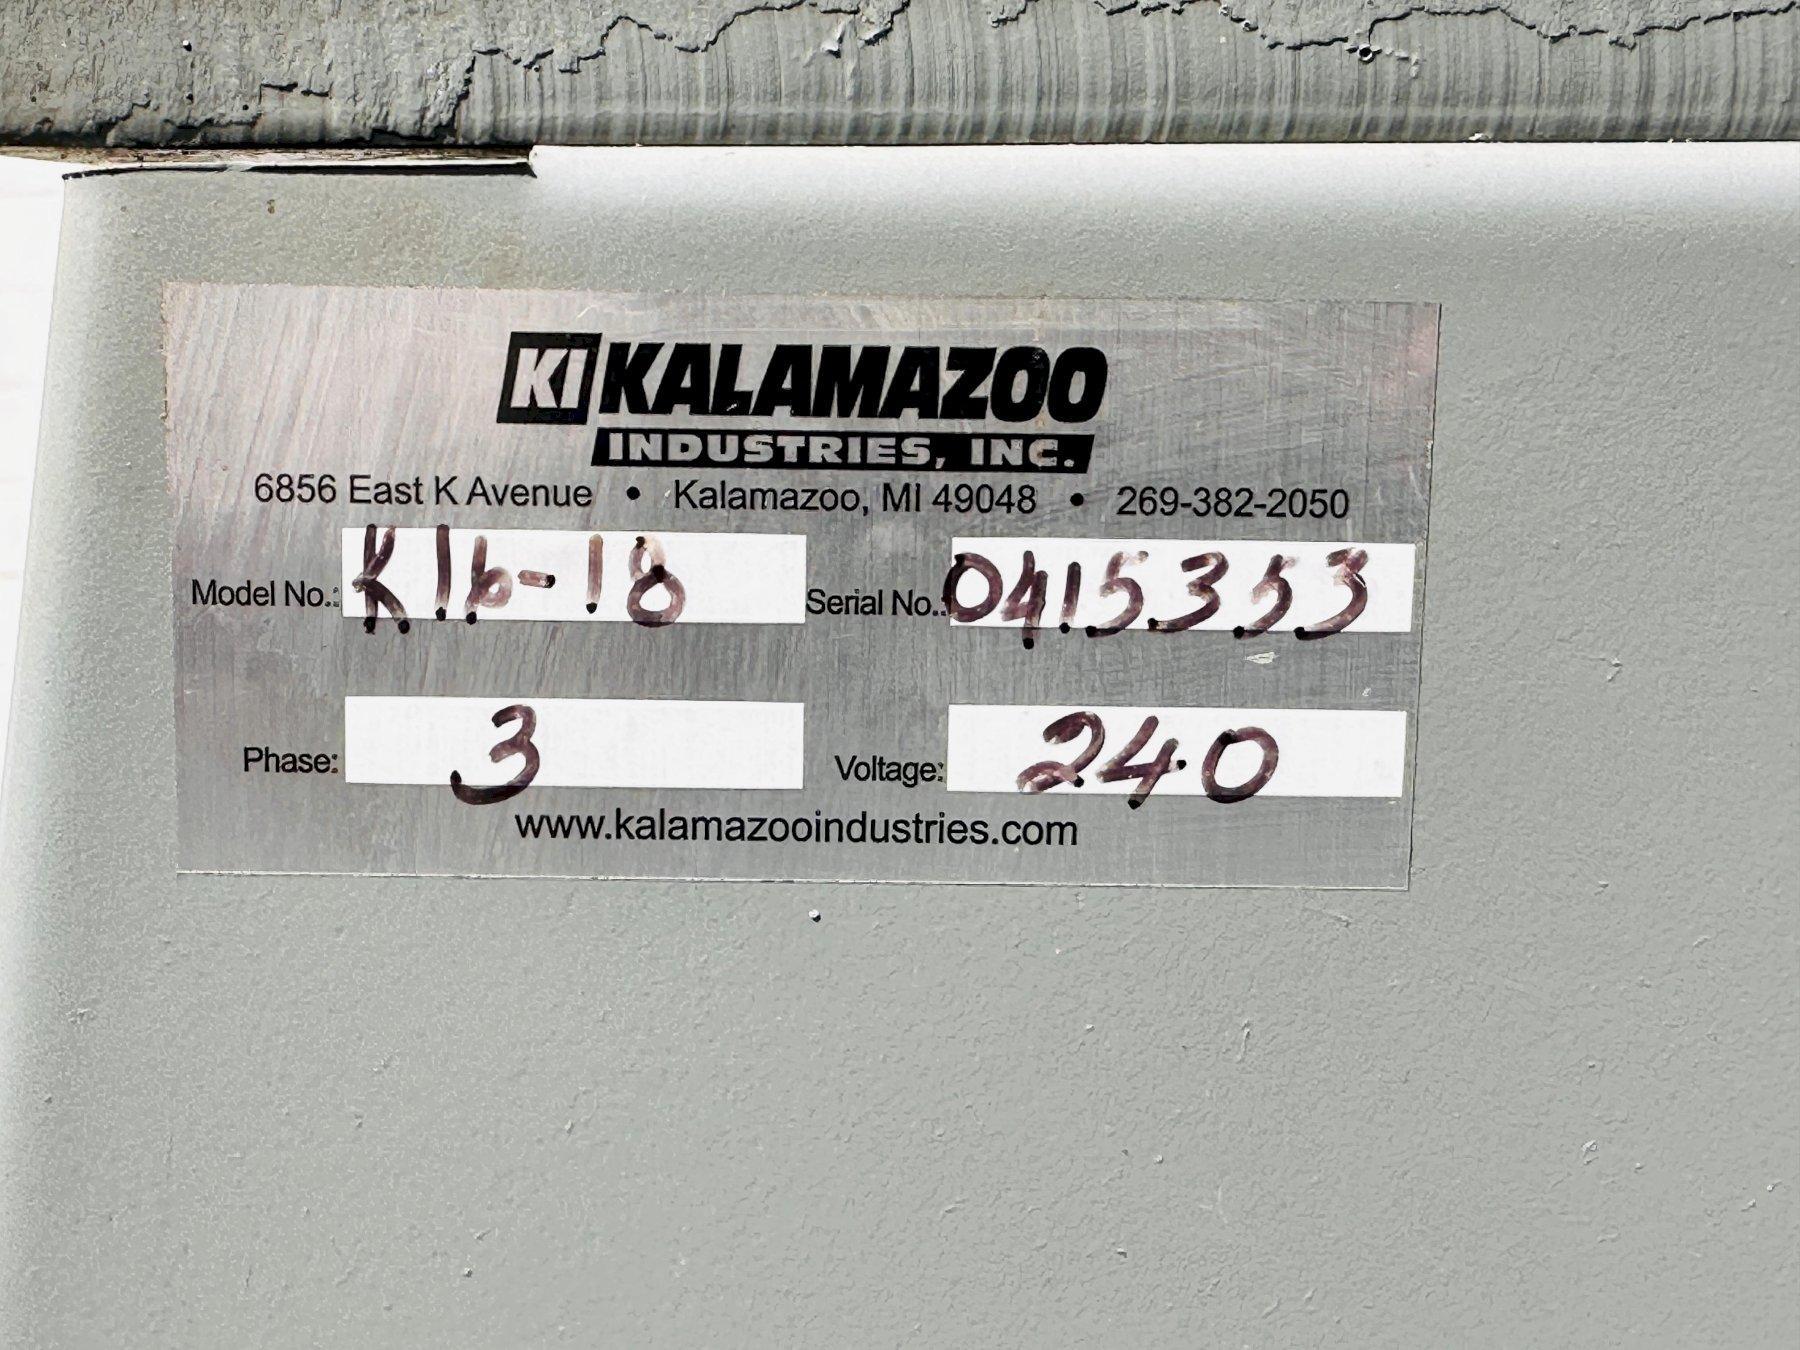 KI KALAMAZOO
INDUSTRIES, INC.
6856 East K Avenue • Kalamazoo, MI 49048 • 269-382-2050
Model No.: K16-18 Serial No.: 0415353
Phase: 3 Voltage: 240
www.kalamazooindustries.com